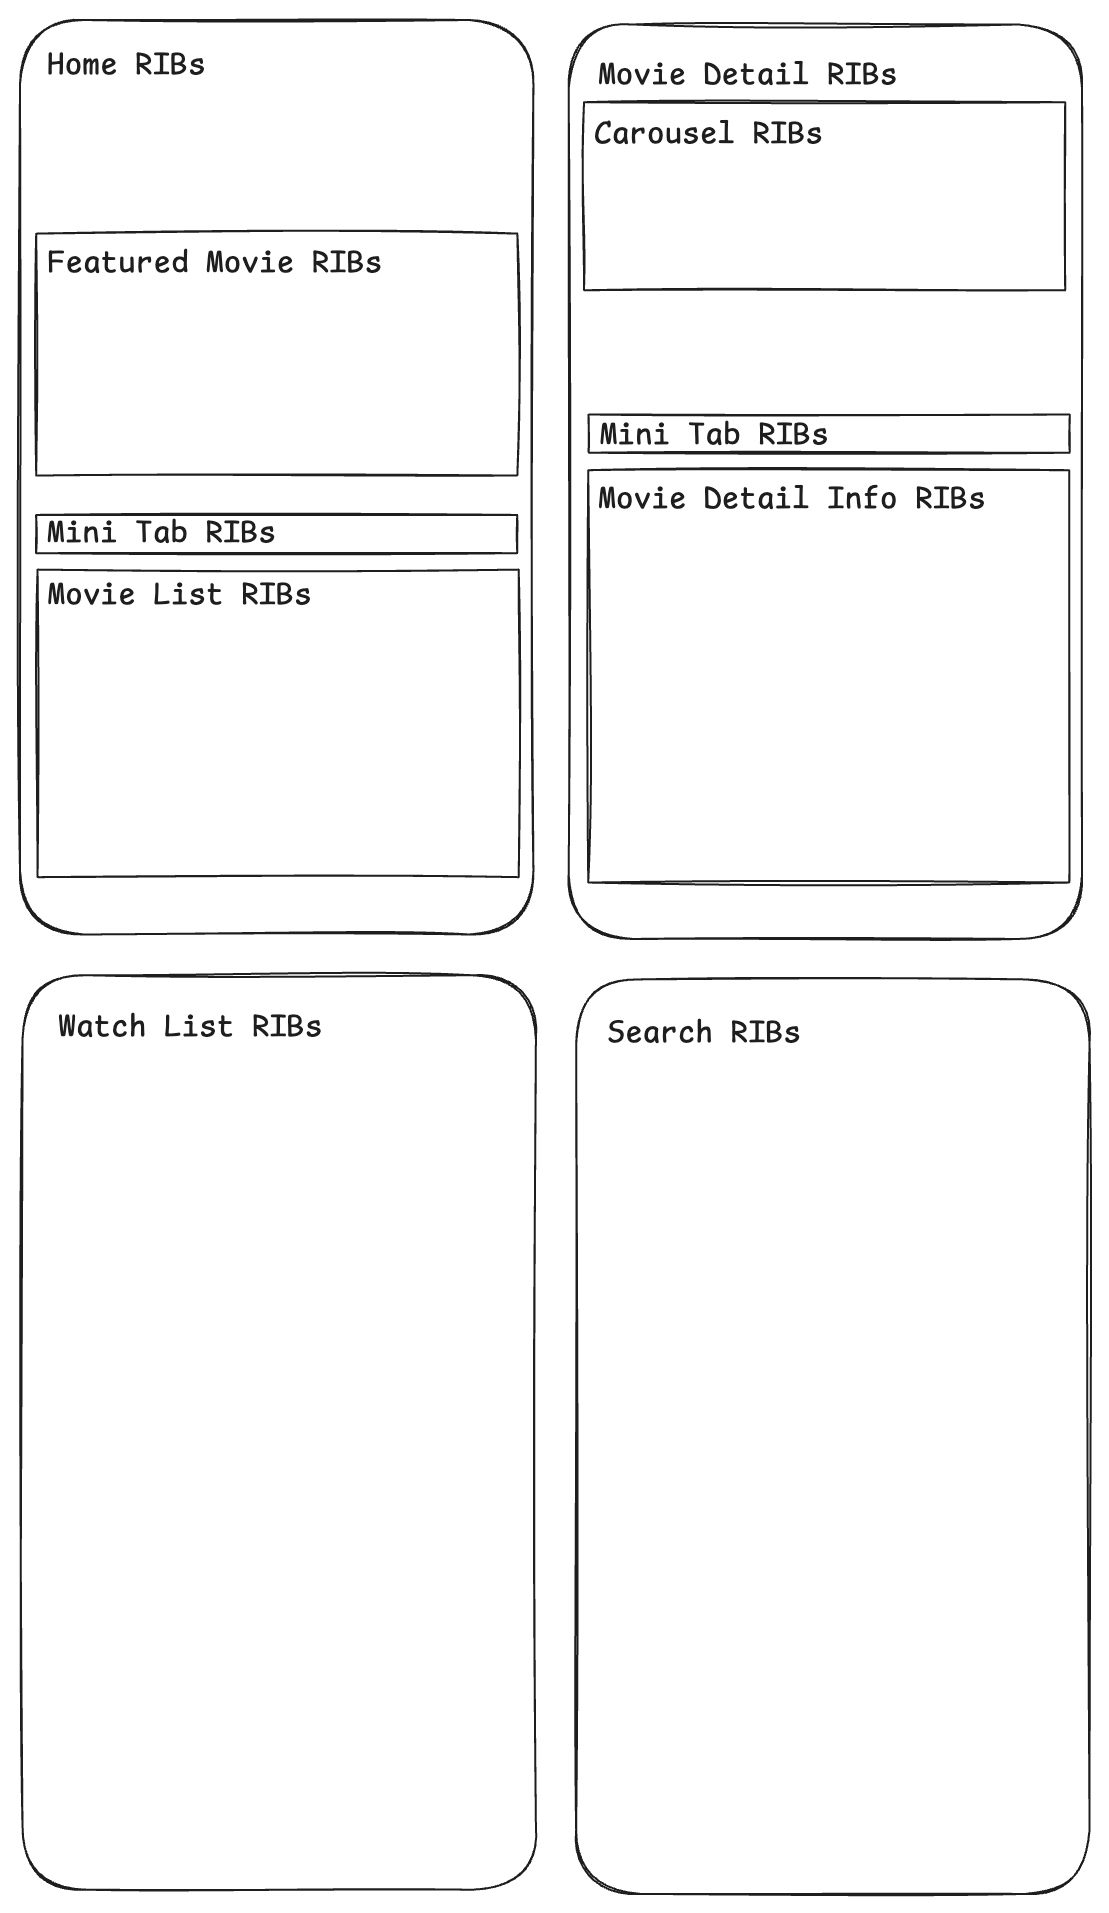 Home RIBs
Featured Movie RIBs
Mini Tab RIBs
Movie List RIBs
Movie Detail RIBs
Carousel RIBs
Mini Tab RIBs
Movie Detail Info RIBs
Watch List RIBs
Search RIBs